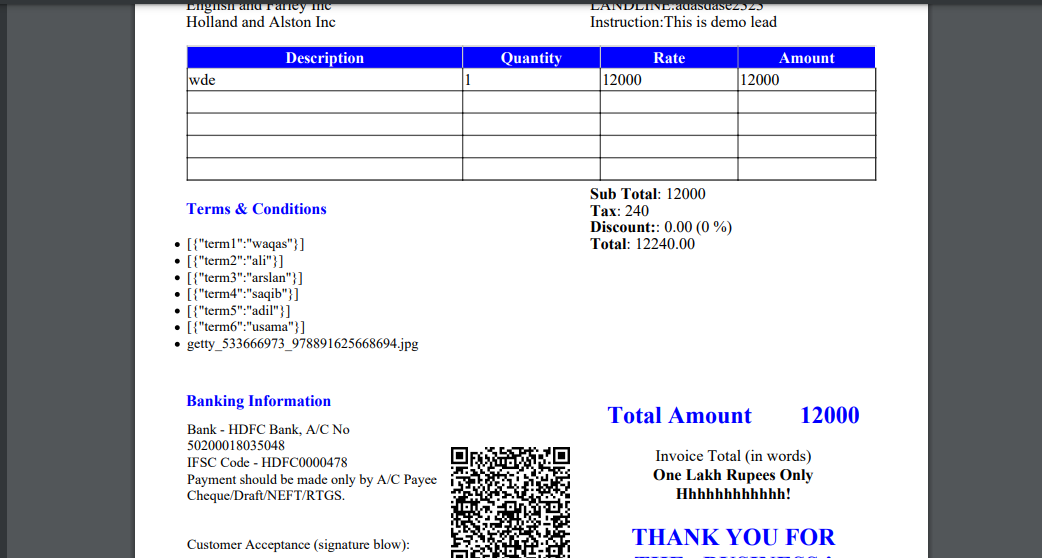 English and Farley Inc
Holland and Alston Inc
LANDLINE:adasdase2323
Instruction:This is demo lead
Description Quantity Rate Amount
wde 1 12000 12000
Sub Total: 12000
Tax: 240
Discount:: 0.00 (0 %)
Total: 12240.00
Terms & Conditions
• [{"term1":"waqas"}]
• [{"term2":"ali"}]
• [{"term3":"arslan"}]
• [{"term4":"saqib"}]
• [{"term5":"adil"}]
• [{"term6":"usama"}]
• getty_533666973_978891625668694.jpg
Banking Information
Bank - HDFC Bank, A/C No
50200018035048
IFSC Code - HDFC0000478
Payment should be made only by A/C Payee
Cheque/Draft/NEFT/RTGS.
Customer Acceptance (signature blow):
Total Amount 12000
Invoice Total (in words)
One Lakh Rupees Only
Hhhhhhhhhhhh!
THANK YOU FOR
THE BUSINESS !